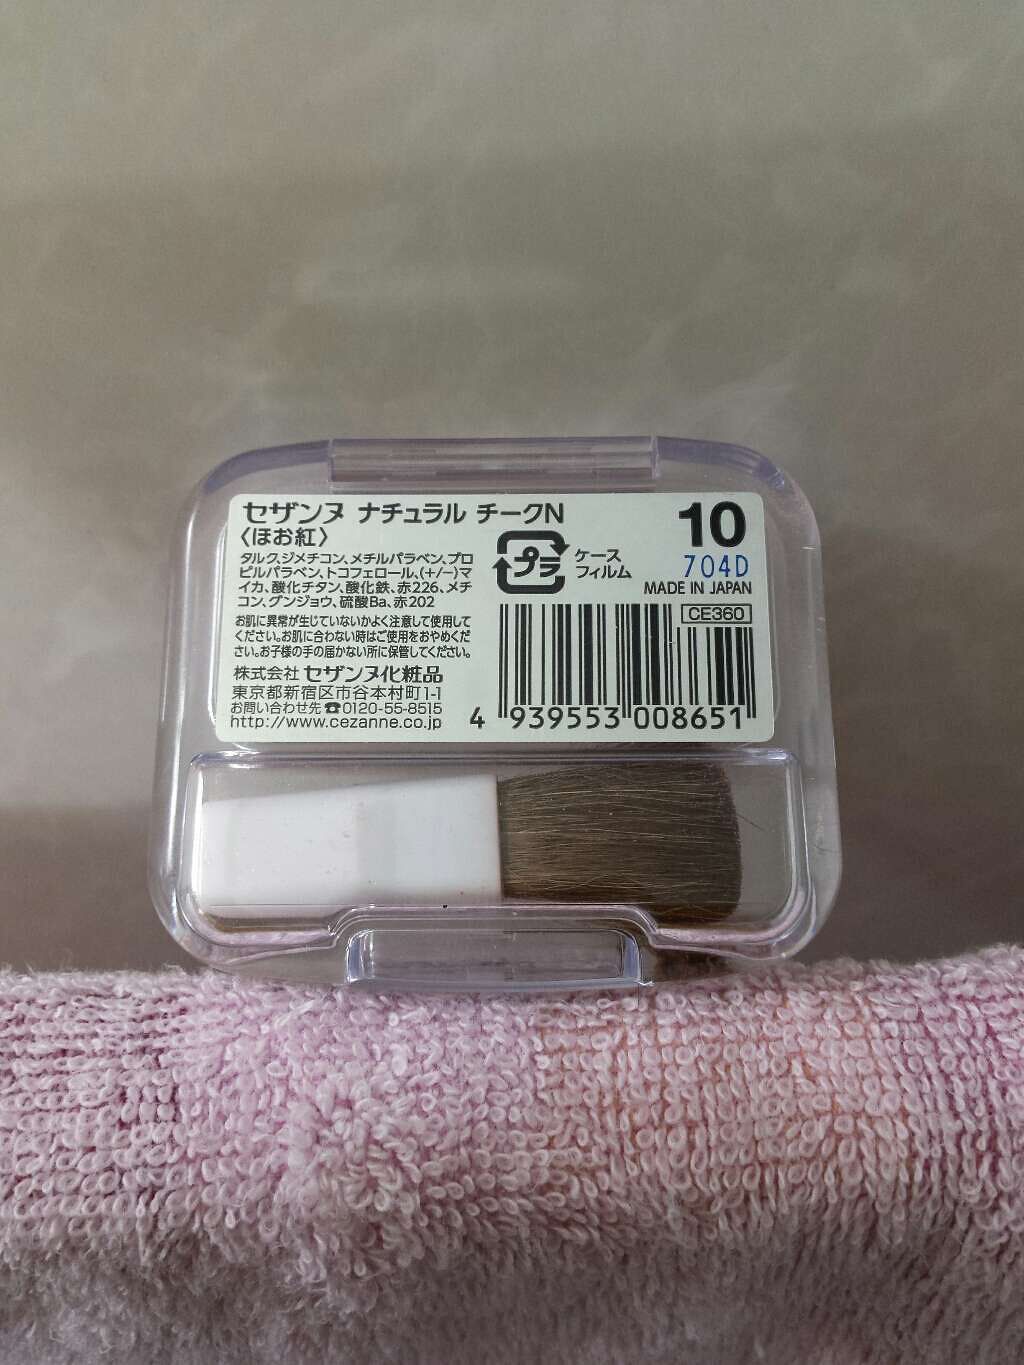 セザンヌ ナチュラル チークN
〈ほお紅〉
タルク、ジメチコン、メチルパラベン、プロ
ピルパラベン、トコフェロール、(+/−)マ
イカ、酸化チタン、酸化鉄、赤226、メチ
コン、グンジョウ、硫酸Ba、赤202
お肌に異常が生じていないかよく注意して使用して
ください。お肌に合わない時はご使用をおやめくだ
さい。お子様の手の届かない所に保管してください。
株式会社 セザンヌ化粧品
東京都新宿区市谷本村町1-1
お問い合わせ先☎0120-55-8515
http://www.cezanne.co.jp
プラ
ケース
フィルム
10
704D
MADE IN JAPAN
CE360
4 939553 008651